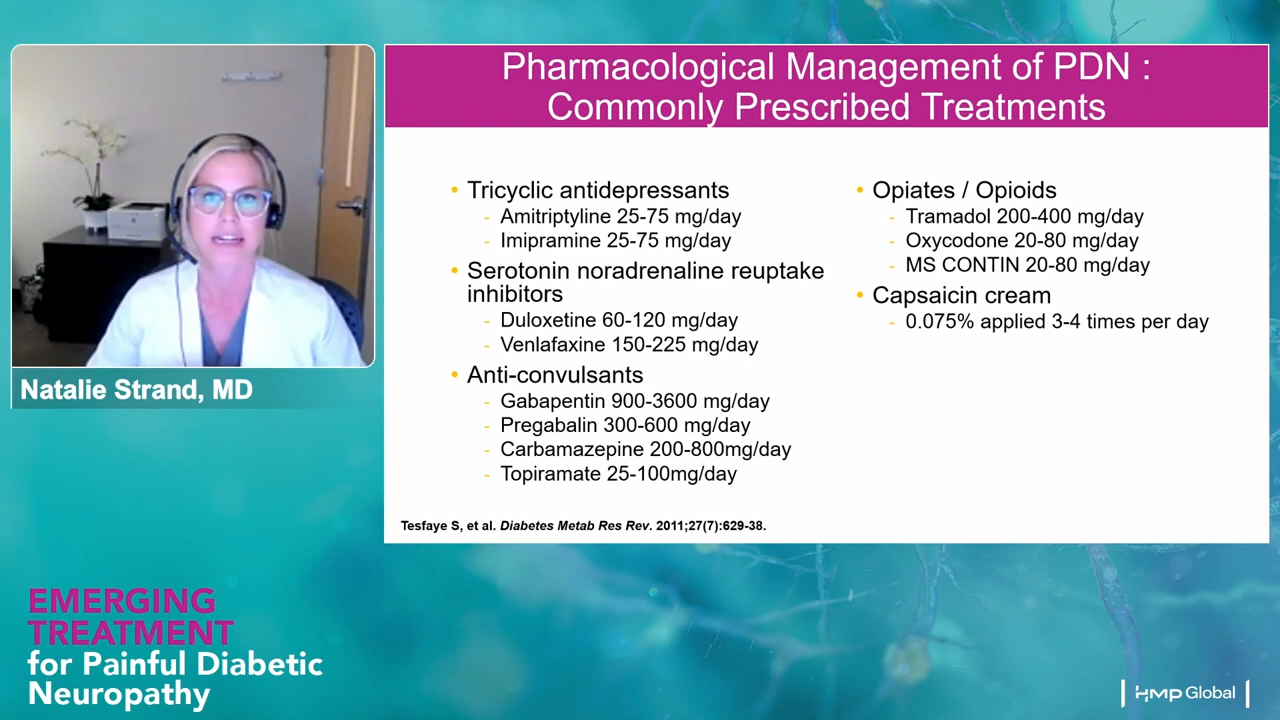 Pharmacological Management of PDN :
Commonly Prescribed Treatments
• Tricyclic antidepressants
- Amitriptyline 25-75 mg/day
- Imipramine 25-75 mg/day
• Serotonin noradrenaline reuptake
inhibitors
- Duloxetine 60-120 mg/day
- Venlafaxine 150-225 mg/day
• Anti-convulsants
- Gabapentin 900-3600 mg/day
- Pregabalin 300-600 mg/day
- Carbamazepine 200-800mg/day
- Topiramate 25-100mg/day
• Opiates / Opioids
- Tramadol 200-400 mg/day
- Oxycodone 20-80 mg/day
- MS CONTIN 20-80 mg/day
• Capsaicin cream
- 0.075% applied 3-4 times per day
Tesfaye S, et al. Diabetes Metab Res Rev. 2011;27(7):629-38.
Natalie Strand, MD
EMERGING
TREATMENT
for Painful Diabetic
Neuropathy
HMP Global